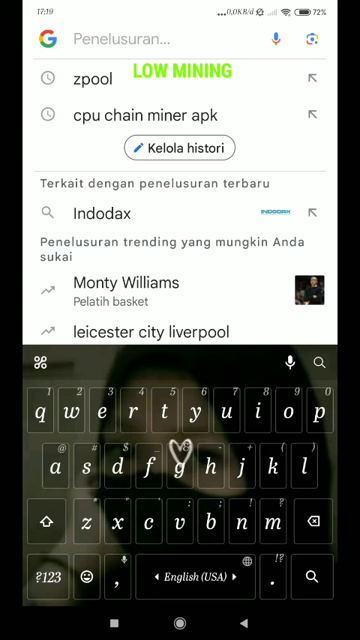 17:19
...0,0KB/d
72%
Penelusuran...
LOW MINING
zpool
cpu chain miner apk
Kelola histori
Terkait dengan penelusuran terbaru
Indodax
INDODAX
Penelusuran trending yang mungkin Anda
sukai
Monty Williams
Pelatih basket
leicester city liverpool
1 2 3 4 5 6 7 8 9 0
q w e r t y u i o p
@ # $ _ & - + ( )
a s d f g h j k l
* " ' : ; ! ?
z x c v b n m
!?
?123 , English (USA) .